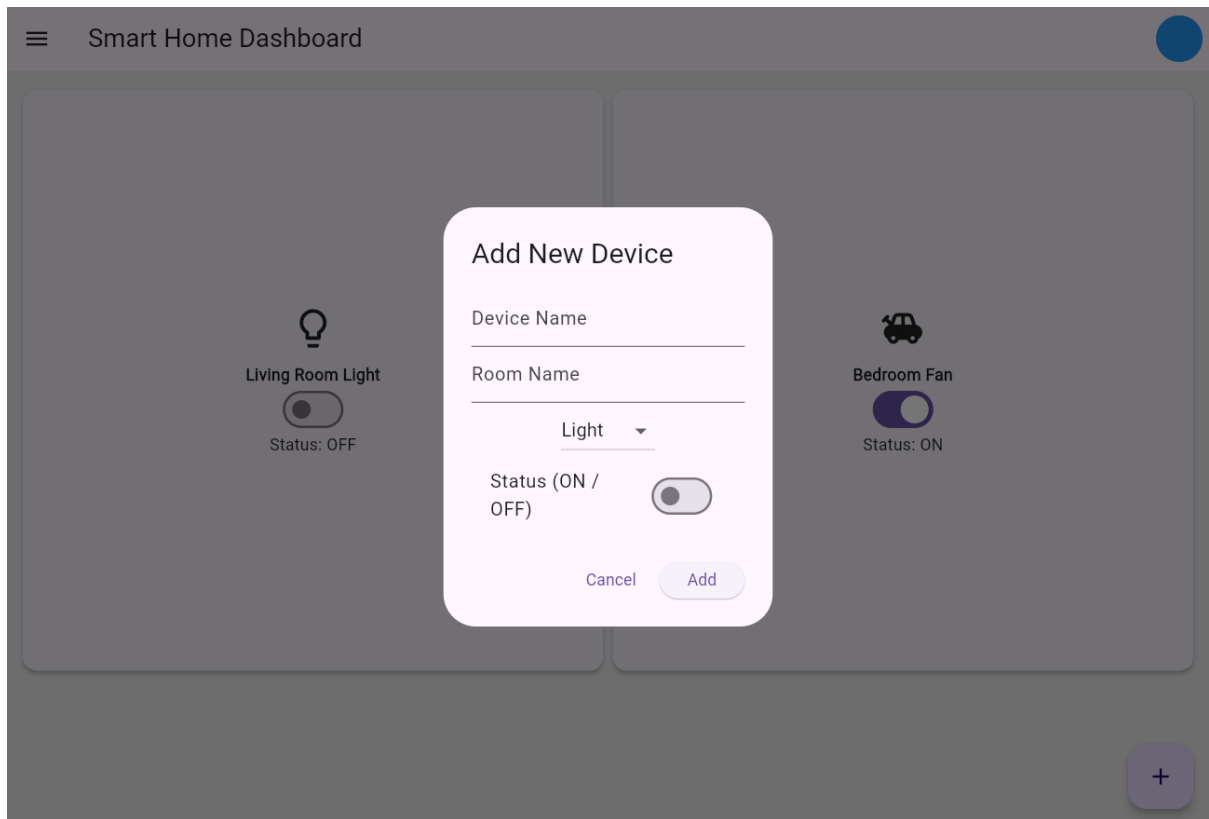 Smart Home Dashboard
Add New Device
Device Name
Room Name
Light
Status (ON /
OFF)
Cancel Add
Living Room Light
Status: OFF
Bedroom Fan
Status: ON
+